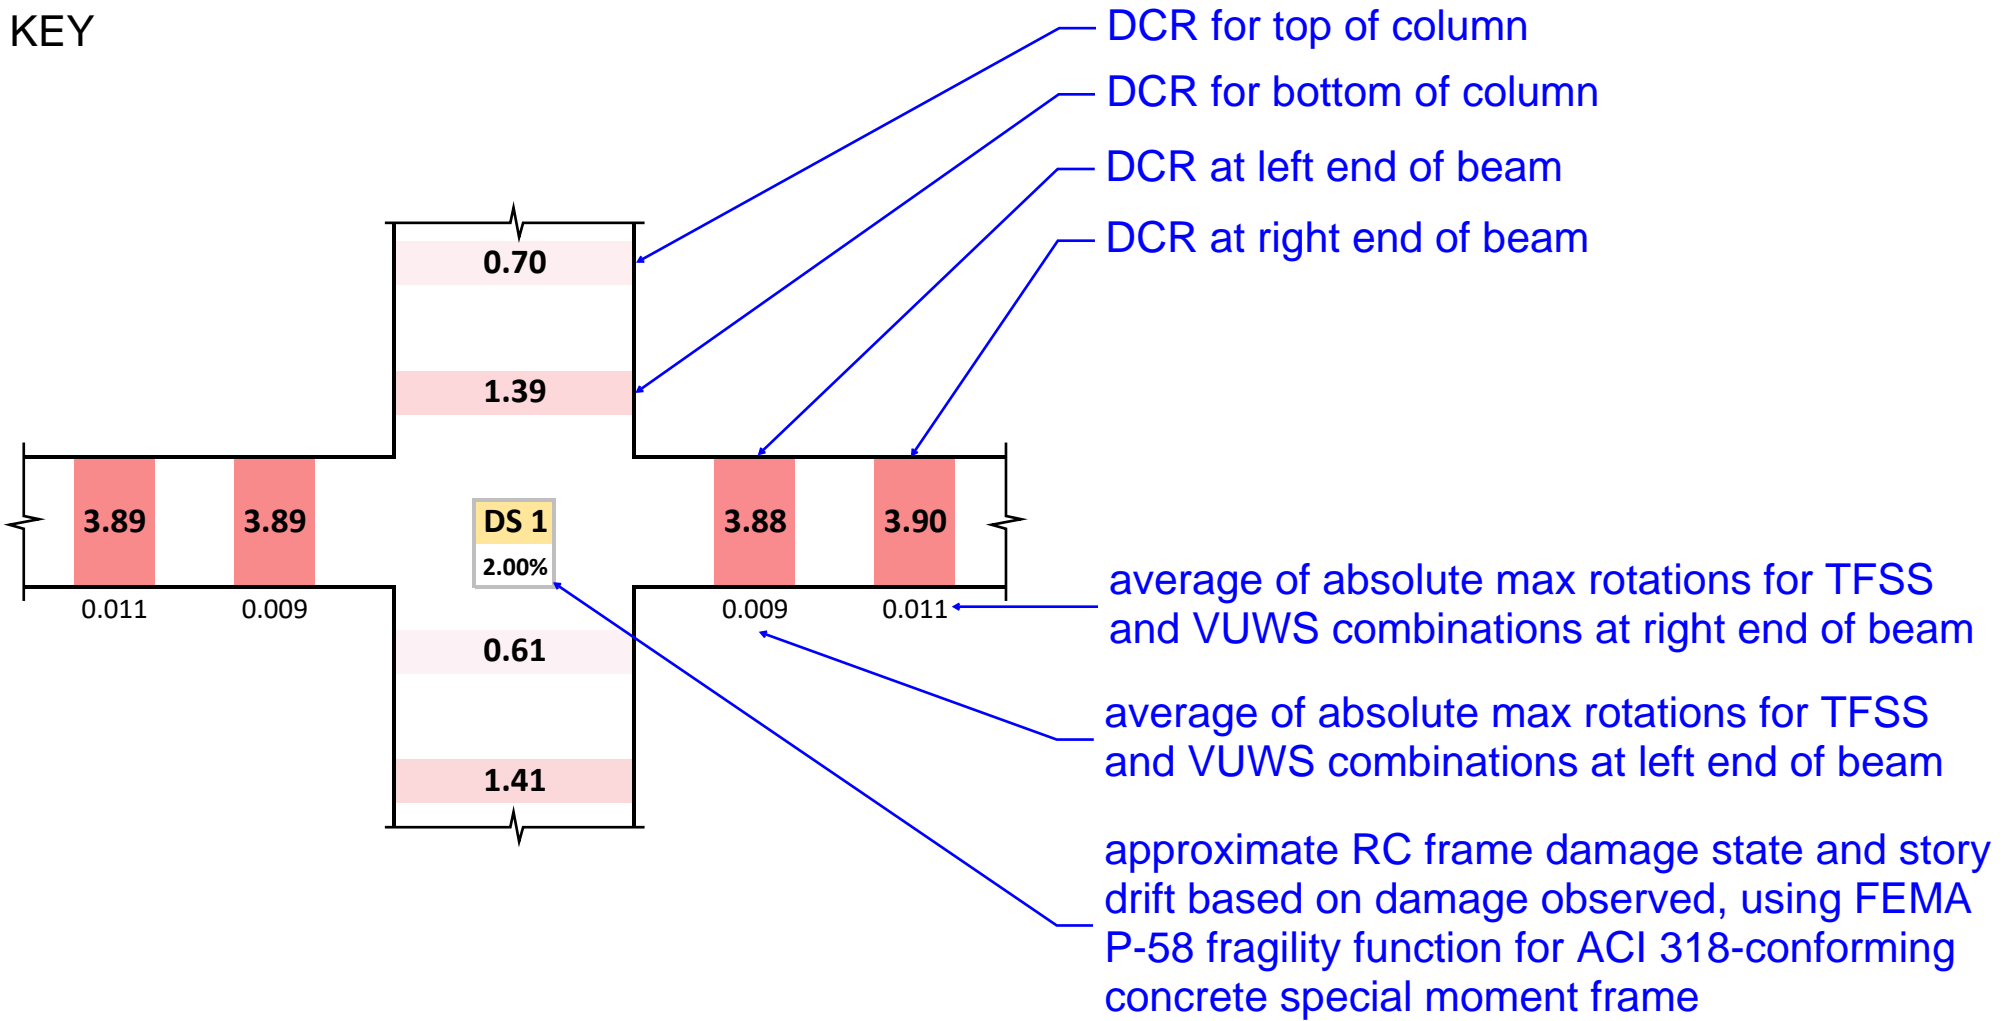 KEY
DCR for top of column
DCR for bottom of column
DCR at left end of beam
DCR at right end of beam
0.70
1.39
3.89
3.89
DS 1
2.00%
3.88
3.90
0.011
0.009
0.009
0.011
0.61
1.41
average of absolute max rotations for TFSS
and VUWS combinations at right end of beam
average of absolute max rotations for TFSS
and VUWS combinations at left end of beam
approximate RC frame damage state and story
drift based on damage observed, using FEMA
P-58 fragility function for ACI 318-conforming
concrete special moment frame